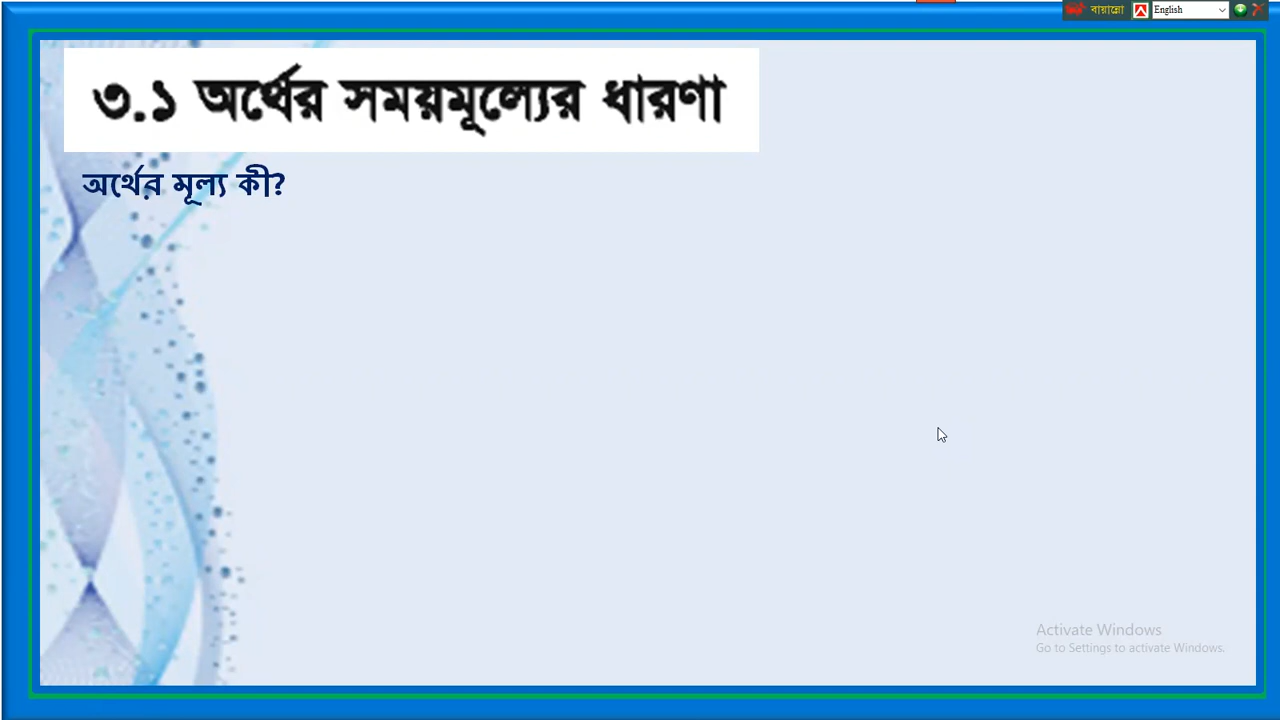 বায়ান্নো English
৩.১ অর্থের সময়মূল্যের ধারণা
অর্থের মূল্য কী?
Activate Windows
Go to Settings to activate Windows.